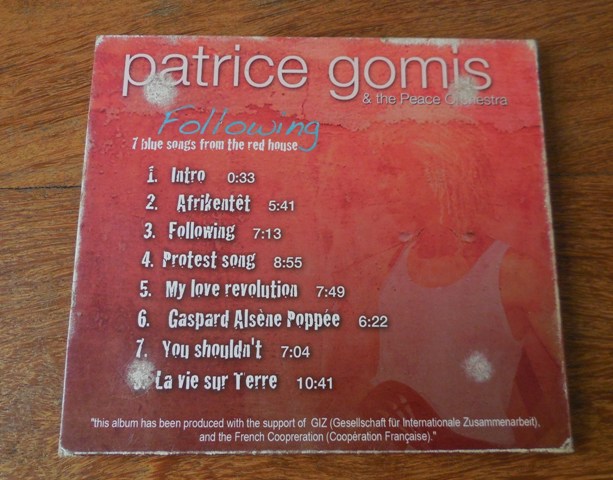 patrice gomis
& the Peace Orchestra
Following
7 blue songs from the red house
1. Intro 0:33
2. Afrikentêt 5:41
3. Following 7:13
4. Protest song 8:55
5. My love revolution 7:49
6. Gaspard Alsène Poppée 6:22
7. You shouldn't 7:04
8. La vie sur Terre 10:41
"this album has been produced with the support of GIZ (Gesellschaft für Internationale Zusammenarbeit),
and the French Coopreration (Coopération Française)."